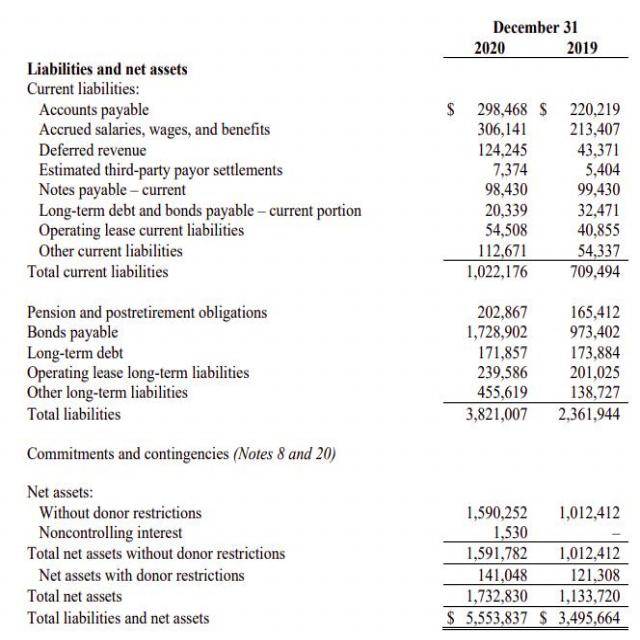 December 31
2020 2019
Liabilities and net assets
Current liabilities:
Accounts payable $ 298,468 $ 220,219
Accrued salaries, wages, and benefits 306,141 213,407
Deferred revenue 124,245 43,371
Estimated third-party payor settlements 7,374 5,404
Notes payable – current 98,430 99,430
Long-term debt and bonds payable – current portion 20,339 32,471
Operating lease current liabilities 54,508 40,855
Other current liabilities 112,671 54,337
Total current liabilities 1,022,176 709,494
Pension and postretirement obligations 202,867 165,412
Bonds payable 1,728,902 973,402
Long-term debt 171,857 173,884
Operating lease long-term liabilities 239,586 201,025
Other long-term liabilities 455,619 138,727
Total liabilities 3,821,007 2,361,944
Commitments and contingencies (Notes 8 and 20)
Net assets:
Without donor restrictions 1,590,252 1,012,412
Noncontrolling interest 1,530 –
Total net assets without donor restrictions 1,591,782 1,012,412
Net assets with donor restrictions 141,048 121,308
Total net assets 1,732,830 1,133,720
Total liabilities and net assets $ 5,553,837 $ 3,495,664